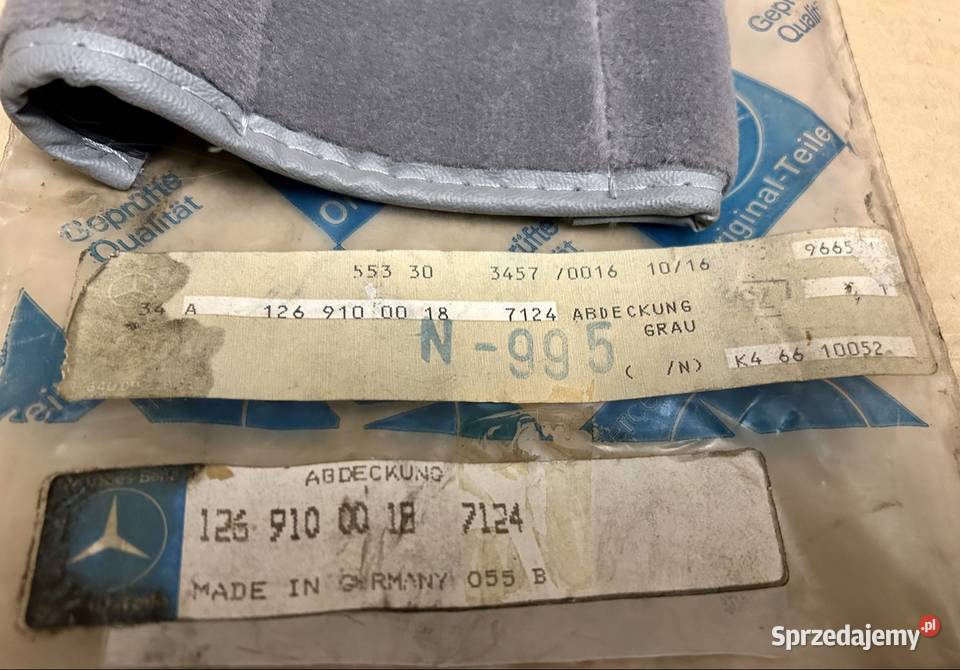 Geprüfte
Qualität
Original-Teile
Geprüfte
Qualität
553 30 3457 /0016 10/16 9665
34 A 126 910 00 18 7124 ABDECKUNG
GRAU
N-995
( /N) K4 66 10052
Teile
ABDECKUNG
126 910 00 18 7124
MADE IN GERMANY 055 B
Sprzedajemy.pl